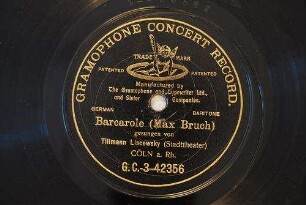 GRAMOPHONE CONCERT RECORD.
TRADE MARK
PATENTED PATENTED
Manufactured by
The Gramophone and Typewriter Ltd.,
and Sister Companies.
GERMAN BARITONE
Barcarole (Max Bruch)
gesungen von
Tillmann Liszewsky (Stadttheater)
CÖLN a. Rh.
G.C.-3-42356